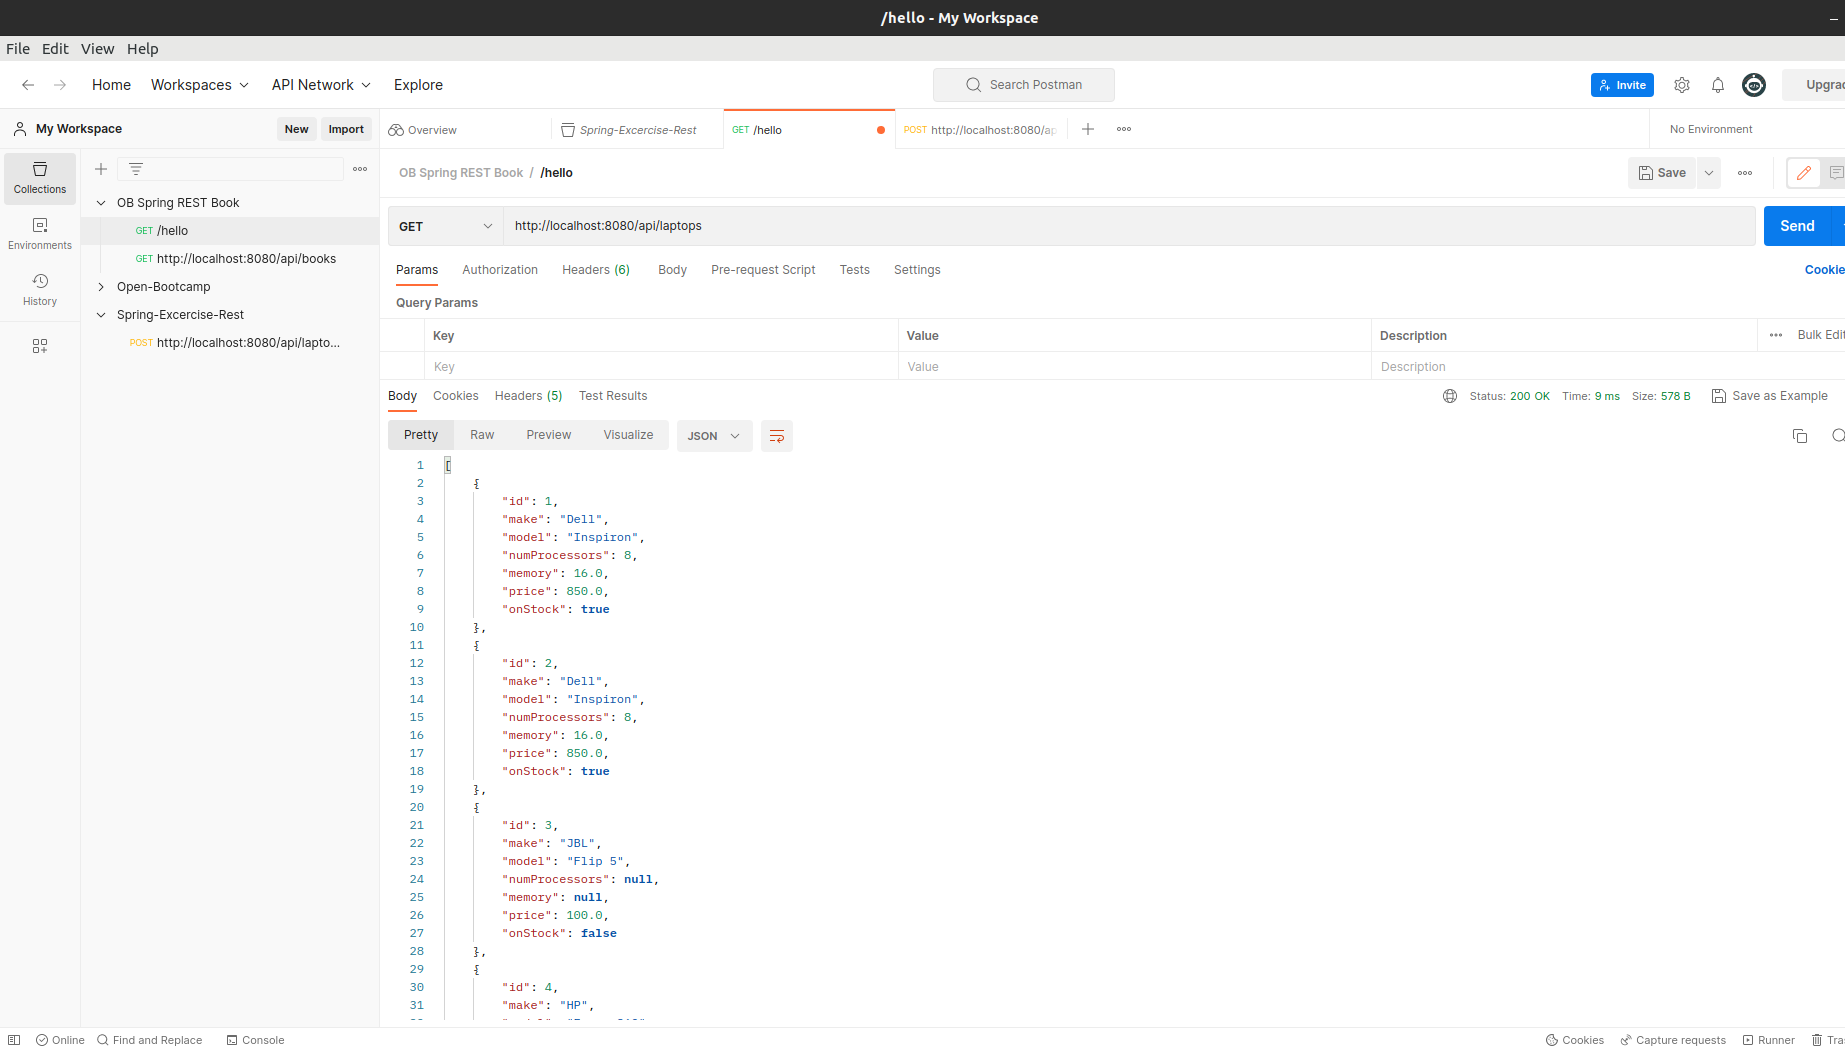 /hello - My Workspace
File Edit View Help
Home Workspaces API Network Explore
Search Postman
Invite
My Workspace New Import
Overview Spring-Excercise-Rest GET /hello POST http://localhost:8080/ap
No Environment
Collections
Environments
History
OB Spring REST Book
GET /hello
GET http://localhost:8080/api/books
Open-Bootcamp
Spring-Excercise-Rest
POST http://localhost:8080/api/lapto...
OB Spring REST Book / /hello
Save
GET http://localhost:8080/api/laptops
Send
Params Authorization Headers (6) Body Pre-request Script Tests Settings
Cookie
Query Params
Key Value Description Bulk Edit
Key Value Description
Body Cookies Headers (5) Test Results
Status: 200 OK Time: 9 ms Size: 578 B Save as Example
Pretty Raw Preview Visualize JSON
1 [
2 {
3 "id": 1,
4 "make": "Dell",
5 "model": "Inspiron",
6 "numProcessors": 8,
7 "memory": 16.0,
8 "price": 850.0,
9 "onStock": true
10 },
11 {
12 "id": 2,
13 "make": "Dell",
14 "model": "Inspiron",
15 "numProcessors": 8,
16 "memory": 16.0,
17 "price": 850.0,
18 "onStock": true
19 },
20 {
21 "id": 3,
22 "make": "JBL",
23 "model": "Flip 5",
24 "numProcessors": null,
25 "memory": null,
26 "price": 100.0,
27 "onStock": false
28 },
29 {
30 "id": 4,
31 "make": "HP",
Online Find and Replace Console
Cookies Capture requests Runner Tra